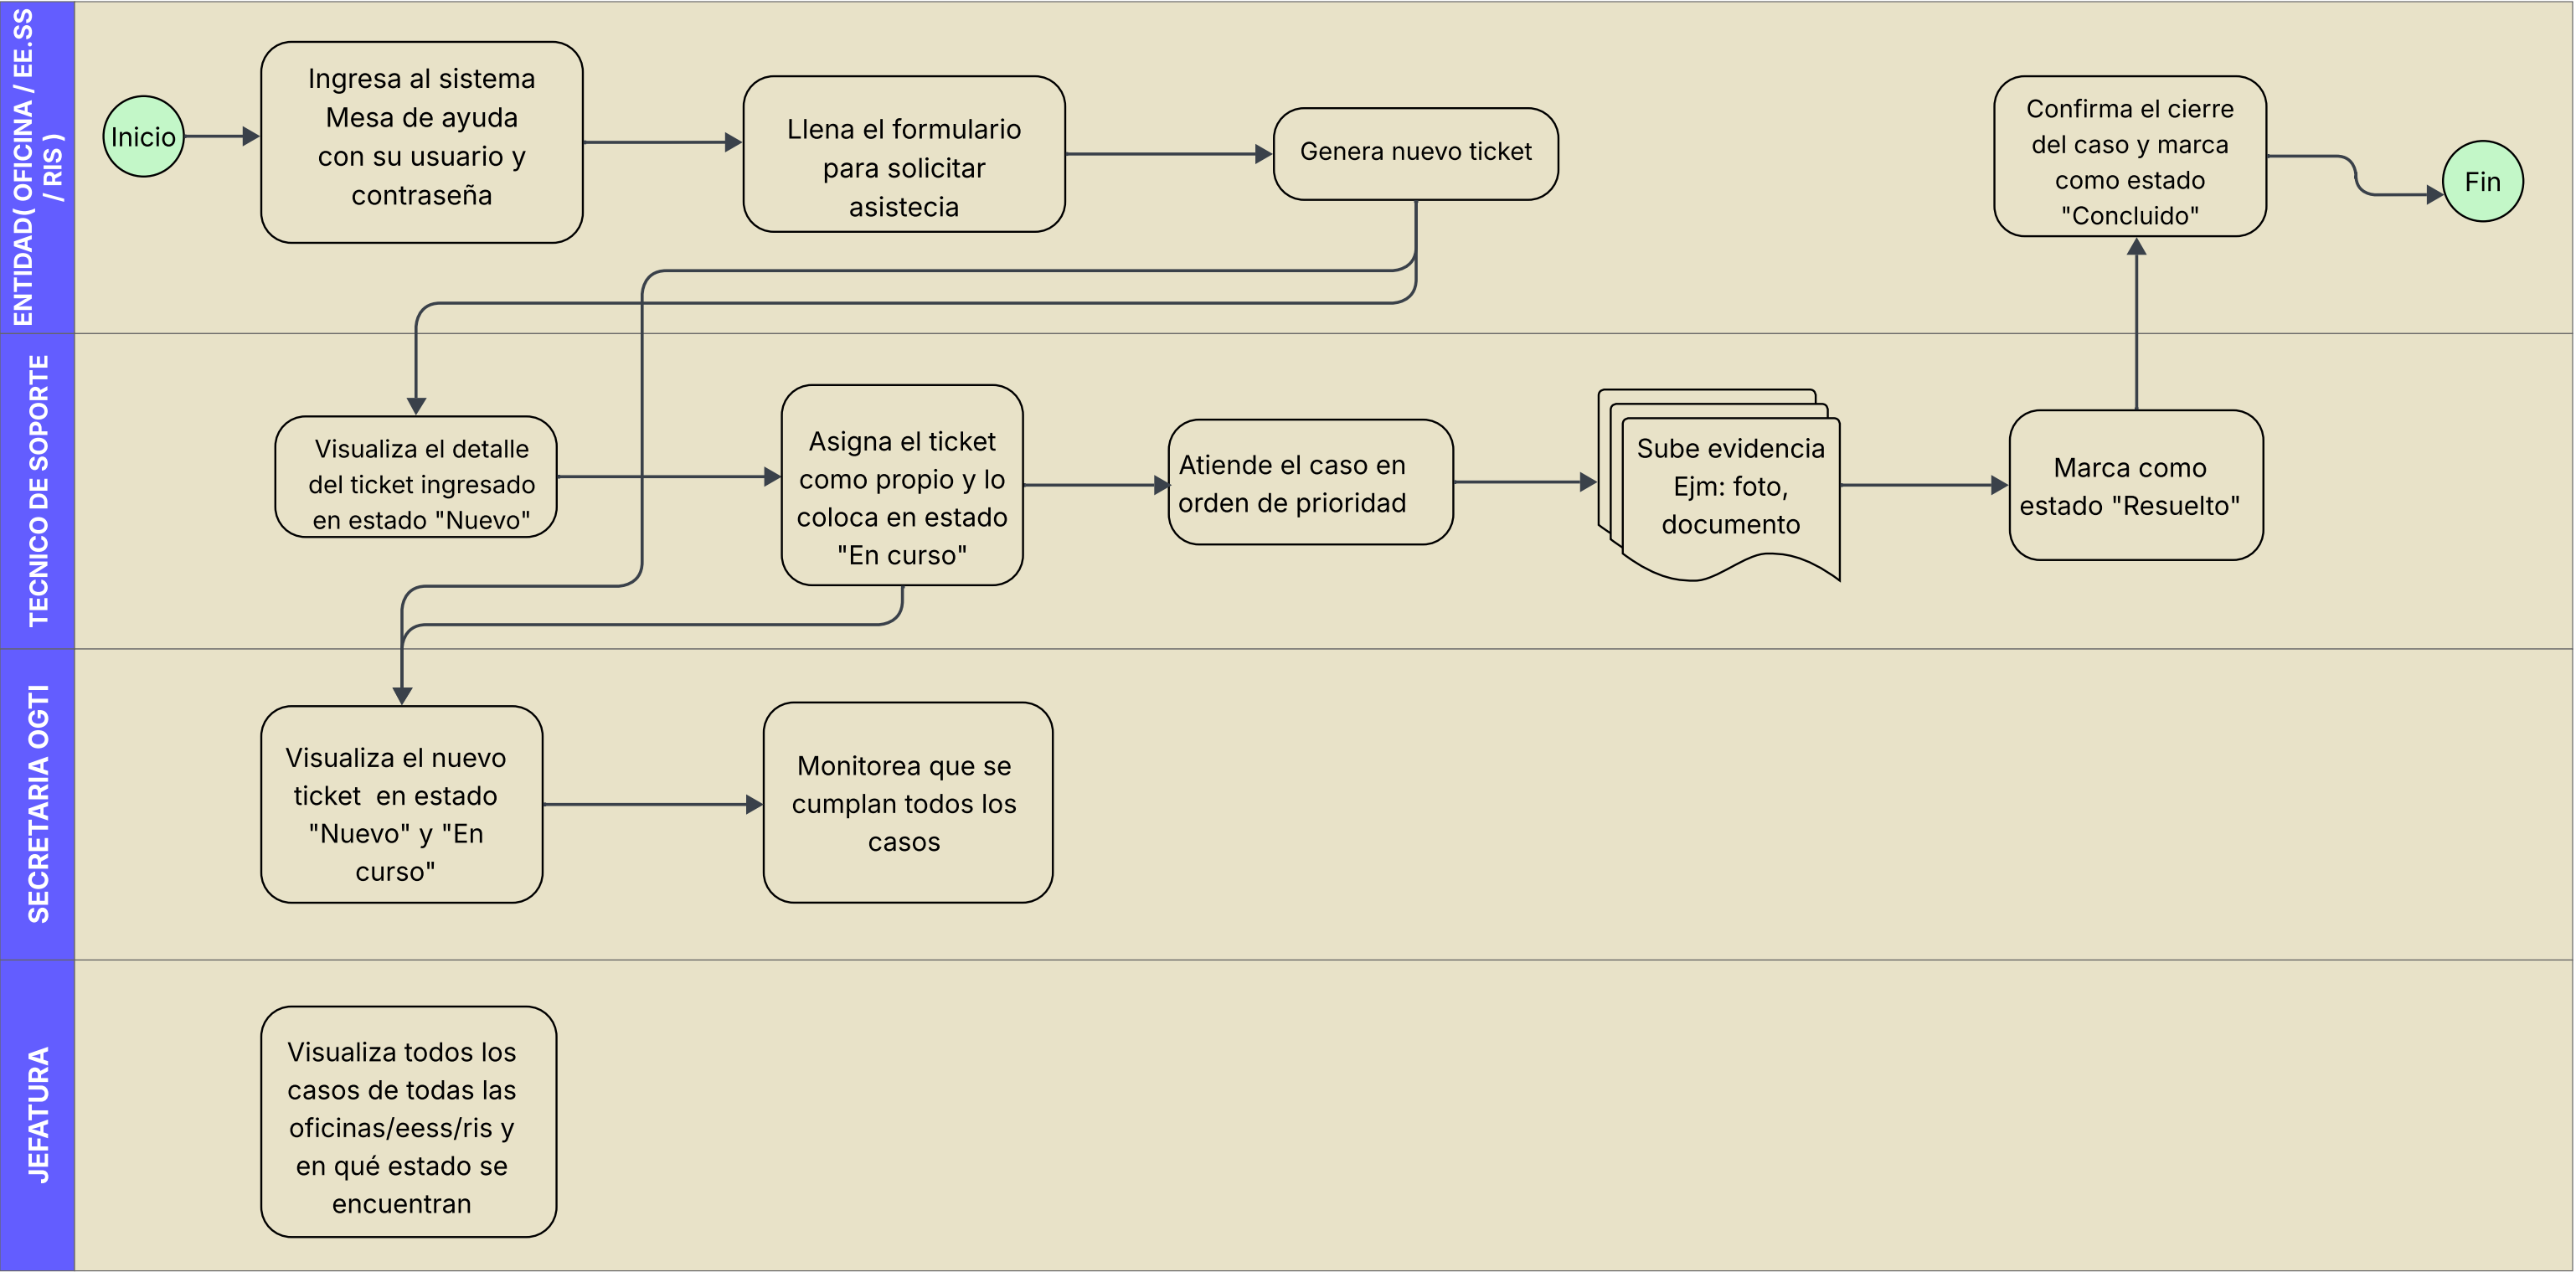 ENTIDAD( OFICINA / EE.SS
/ RIS )
Inicio
Ingresa al sistema
Mesa de ayuda
con su usuario y
contraseña
Llena el formulario
para solicitar
asistecia
Genera nuevo ticket
Confirma el cierre
del caso y marca
como estado
"Concluido"
Fin
TECNICO DE SOPORTE
Visualiza el detalle
del ticket ingresado
en estado "Nuevo"
Asigna el ticket
como propio y lo
coloca en estado
"En curso"
Atiende el caso en
orden de prioridad
Sube evidencia
Ejm: foto,
documento
Marca como
estado "Resuelto"
SECRETARIA OGTI
Visualiza el nuevo
ticket  en estado
"Nuevo" y "En
curso"
Monitorea que se
cumplan todos los
casos
JEFATURA
Visualiza todos los
casos de todas las
oficinas/eess/ris y
en qué estado se
encuentran